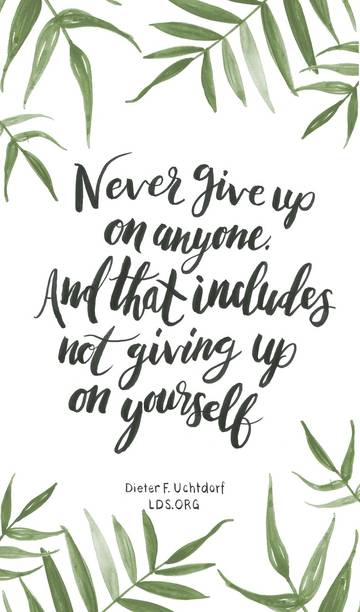 Never give up
on anyone.
And that includes
not giving up
on yourself
Dieter F. Uchtdorf
LDS.ORG